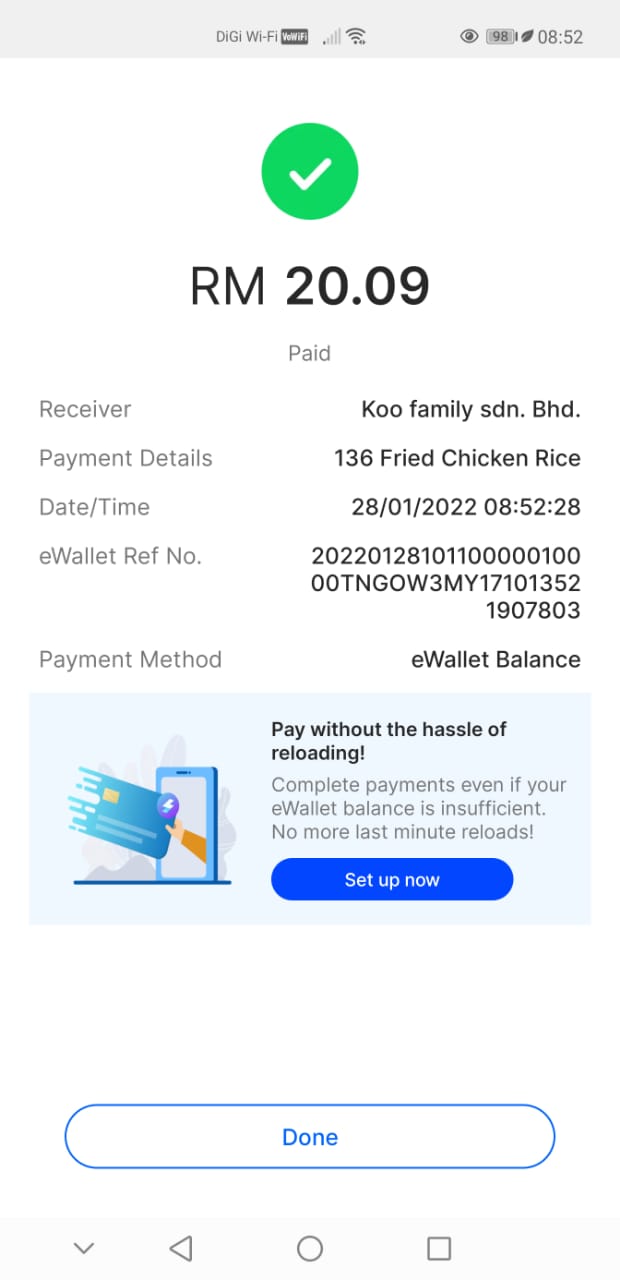 DiGi Wi-Fi VoWiFi 98 08:52
RM 20.09
Paid
Receiver Koo family sdn. Bhd.
Payment Details 136 Fried Chicken Rice
Date/Time 28/01/2022 08:52:28
eWallet Ref No. 20220128101100000100
00TNGOW3MY17101352
1907803
Payment Method eWallet Balance
Pay without the hassle of
reloading!
Complete payments even if your
eWallet balance is insufficient.
No more last minute reloads!
Set up now
Done